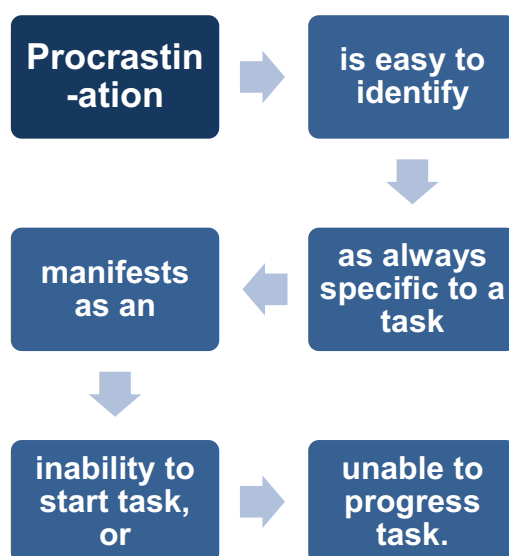 Procrastin
-ation
is easy to
identify
as always
specific to a
task
manifests
as an
inability to
start task,
or
unable to
progress
task.